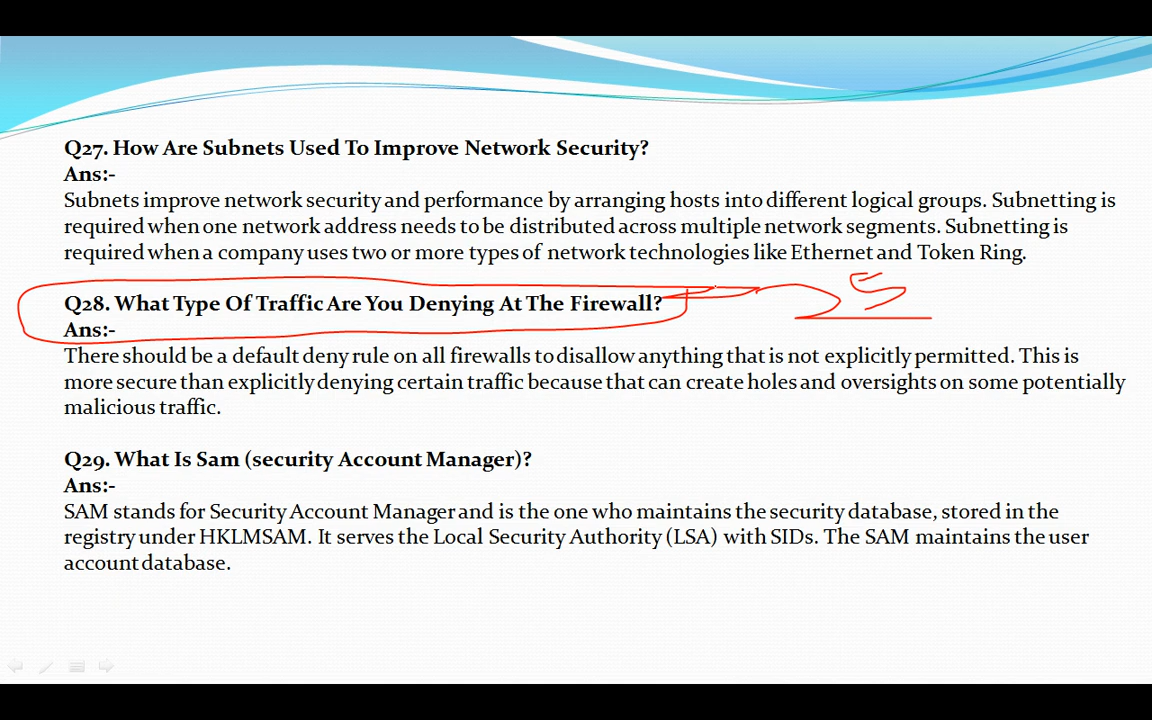 Q27. How Are Subnets Used To Improve Network Security?
Ans:-
Subnets improve network security and performance by arranging hosts into different logical groups. Subnetting is
required when one network address needs to be distributed across multiple network segments. Subnetting is
required when a company uses two or more types of network technologies like Ethernet and Token Ring.
Q28. What Type Of Traffic Are You Denying At The Firewall?
Ans:-
There should be a default deny rule on all firewalls to disallow anything that is not explicitly permitted. This is
more secure than explicitly denying certain traffic because that can create holes and oversights on some potentially
malicious traffic.
Q29. What Is Sam (security Account Manager)?
Ans:-
SAM stands for Security Account Manager and is the one who maintains the security database, stored in the
registry under HKLMSAM. It serves the Local Security Authority (LSA) with SIDs. The SAM maintains the user
account database.